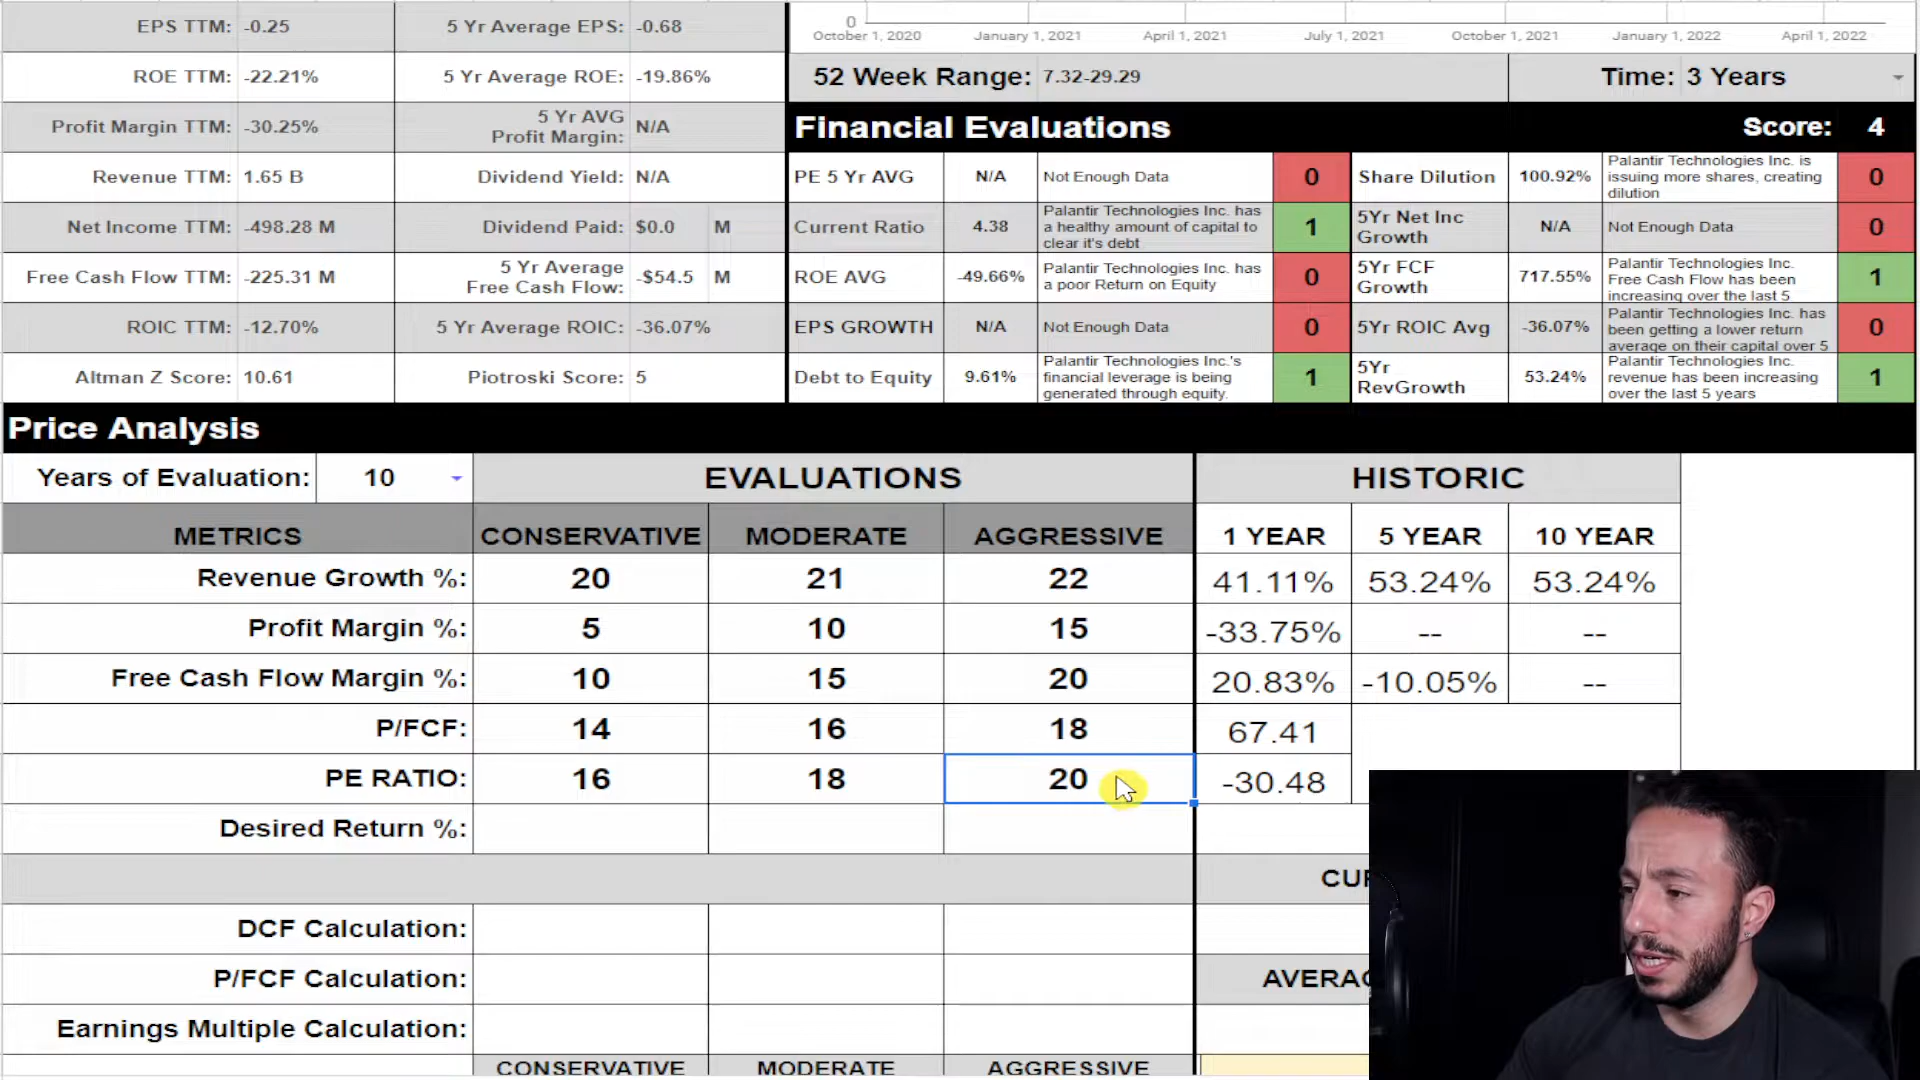 EPS TTM: -0.25 5 Yr Average EPS: -0.68
0
October 1, 2020 January 1, 2021 April 1, 2021 July 1, 2021 October 1, 2021 January 1, 2022 April 1, 2022
ROE TTM: -22.21% 5 Yr Average ROE: -19.86%
52 Week Range: 7.32-29.29 Time: 3 Years
Profit Margin TTM: -30.25% 5 Yr AVG Profit Margin: N/A
Financial Evaluations Score: 4
Revenue TTM: 1.65 B Dividend Yield: N/A
PE 5 Yr AVG N/A Not Enough Data 0
Share Dilution 100.92% Palantir Technologies Inc. is issuing more shares, creating dilution 0
Net Income TTM: -498.28 M Dividend Paid: $0.0 M
Current Ratio 4.38 Palantir Technologies Inc. has a healthy amount of capital to clear it's debt 1
5Yr Net Inc Growth N/A Not Enough Data 0
Free Cash Flow TTM: -225.31 M 5 Yr Average Free Cash Flow: -$54.5 M
ROE AVG -49.66% Palantir Technologies Inc. has a poor Return on Equity 0
5Yr FCF Growth 717.55% Palantir Technologies Inc. Free Cash Flow has been increasing over the last 5 1
ROIC TTM: -12.70% 5 Yr Average ROIC: -36.07%
EPS GROWTH N/A Not Enough Data 0
5Yr ROIC Avg -36.07% Palantir Technologies Inc. has been getting a lower return average on their capital over 5 0
Altman Z Score: 10.61 Piotroski Score: 5
Debt to Equity 9.61% Palantir Technologies Inc.'s financial leverage is being generated through equity. 1
5Yr RevGrowth 53.24% Palantir Technologies Inc. revenue has been increasing over the last 5 years 1
Price Analysis
Years of Evaluation: 10 EVALUATIONS HISTORIC
METRICS CONSERVATIVE MODERATE AGGRESSIVE 1 YEAR 5 YEAR 10 YEAR
Revenue Growth %: 20 21 22 41.11% 53.24% 53.24%
Profit Margin %: 5 10 15 -33.75% -- --
Free Cash Flow Margin %: 10 15 20 20.83% -10.05% --
P/FCF: 14 16 18 67.41
PE RATIO: 16 18 20 -30.48
Desired Return %:
DCF Calculation:
P/FCF Calculation:
Earnings Multiple Calculation:
CONSERVATIVE MODERATE AGGRESSIVE